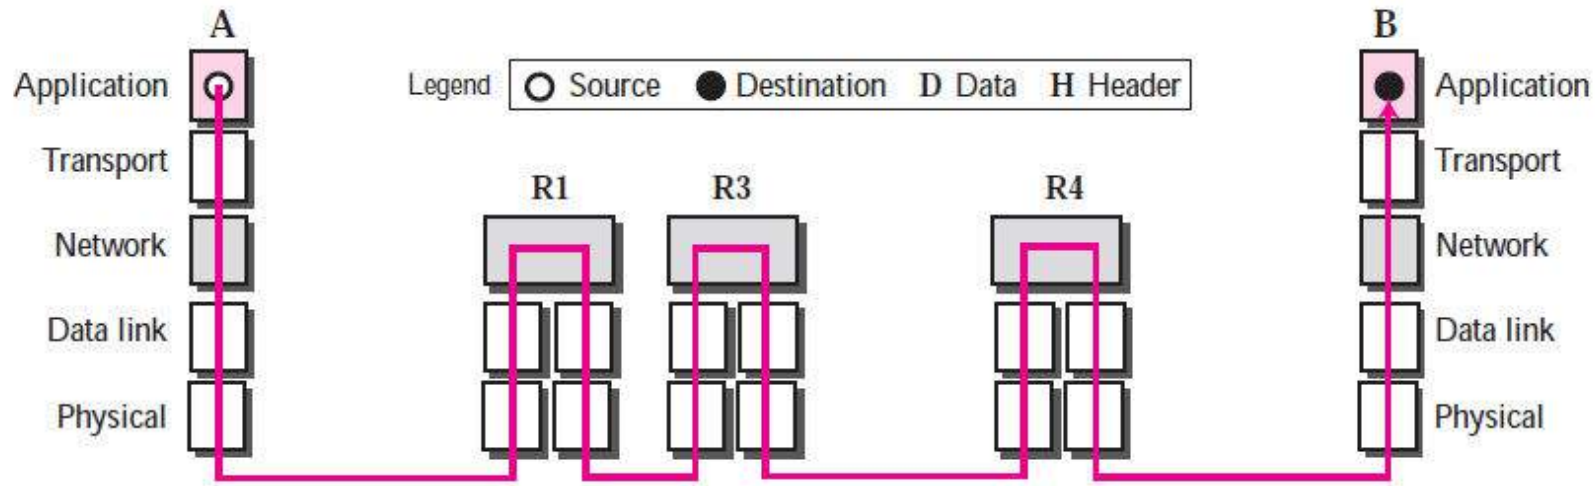 A
B
Application
Legend
Source
Destination
D Data
H Header
Application
Transport
R1
R3
R4
Transport
Network
Network
Data link
Data link
Physical
Physical